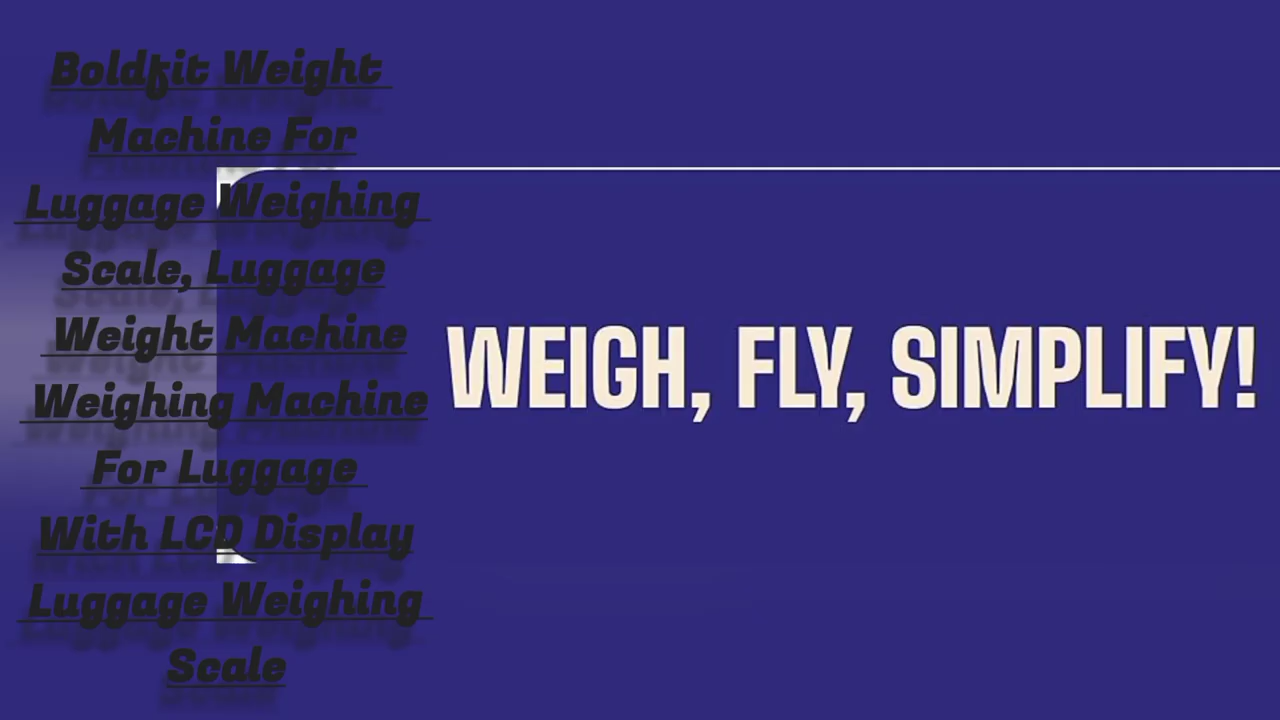 Boldfit Weight
Machine For
Luggage Weighing
Scale, Luggage
Weight Machine
Weighing Machine
For Luggage
With LCD Display
Luggage Weighing
Scale
WEIGH, FLY, SIMPLIFY!